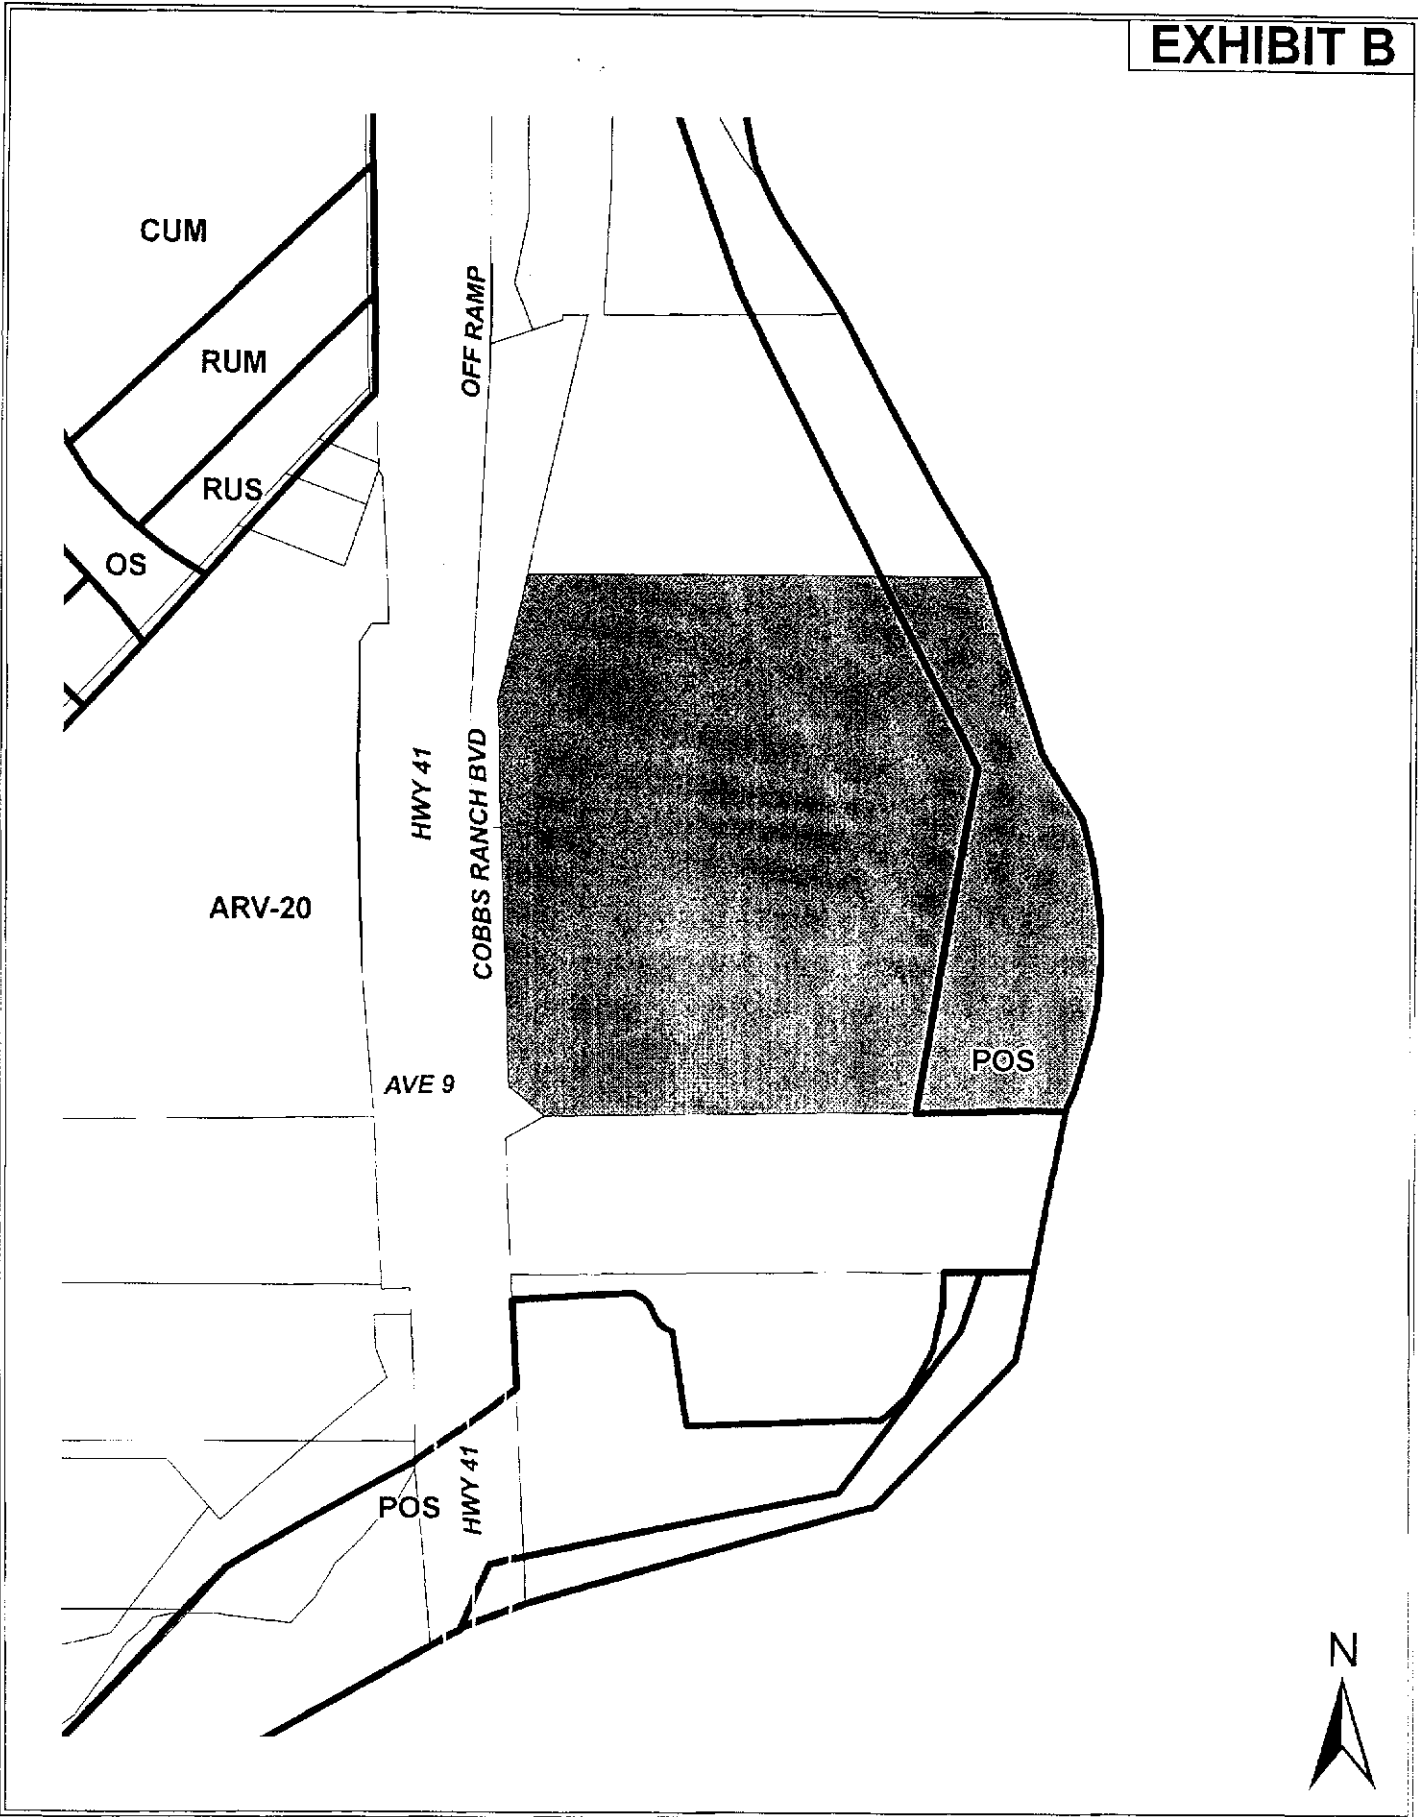 EXHIBIT B
CUM
OFF RAMP
RUM
RUS
OS
HWY 41
COBBS RANCH BVD
ARV-20
POS
AVE 9
HWY 41
POS
N